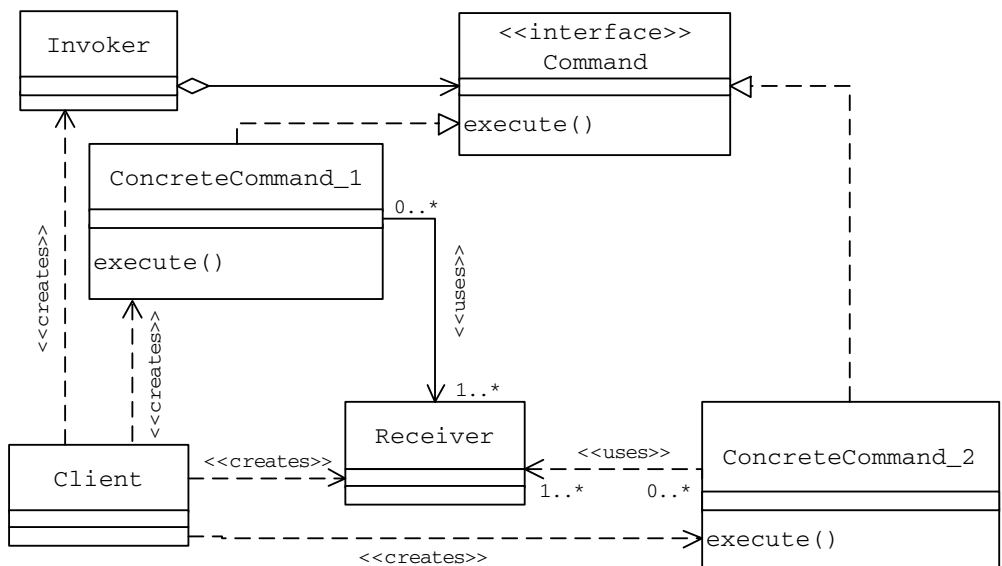 Invoker
<<interface>>
Command
execute()
ConcreteCommand_1
execute()
0..*
<<uses>>
1..*
<<creates>>
<<creates>>
Receiver
Client
<<creates>>
<<uses>>
1..*
0..*
ConcreteCommand_2
execute()
<<creates>>